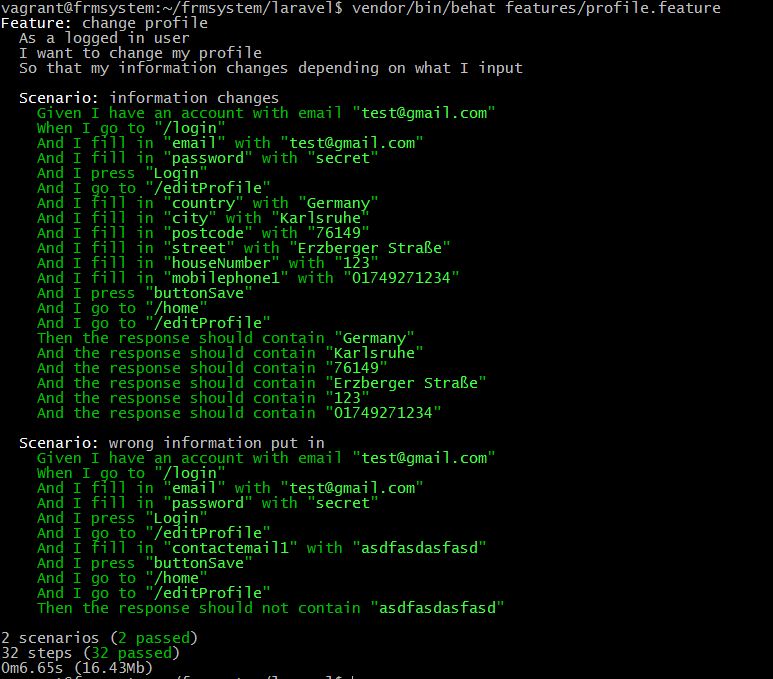 vagrant@frmsystem:~/frmsystem/laravel$ vendor/bin/behat features/profile.feature
Feature: change profile
As a logged in user
I want to change my profile
So that my information changes depending on what I input
Scenario: information changes
Given I have an account with email "test@gmail.com"
When I go to "/login"
And I fill in "email" with "test@gmail.com"
And I fill in "password" with "secret"
And I press "Login"
And I go to "/editProfile"
And I fill in "country" with "Germany"
And I fill in "city" with "Karlsruhe"
And I fill in "postcode" with "76149"
And I fill in "street" with "Erzberger Straße"
And I fill in "houseNumber" with "123"
And I fill in "mobilephone1" with "01749271234"
And I press "buttonSave"
And I go to "/home"
And I go to "/editProfile"
Then the response should contain "Germany"
And the response should contain "Karlsruhe"
And the response should contain "76149"
And the response should contain "Erzberger Straße"
And the response should contain "123"
And the response should contain "01749271234"
Scenario: wrong information put in
Given I have an account with email "test@gmail.com"
When I go to "/login"
And I fill in "email" with "test@gmail.com"
And I fill in "password" with "secret"
And I press "Login"
And I go to "/editProfile"
And I fill in "contactemail1" with "asdfasdasfasd"
And I press "buttonSave"
And I go to "/home"
And I go to "/editProfile"
Then the response should not contain "asdfasdasfasd"
2 scenarios (2 passed)
32 steps (32 passed)
0m6.65s (16.43Mb)